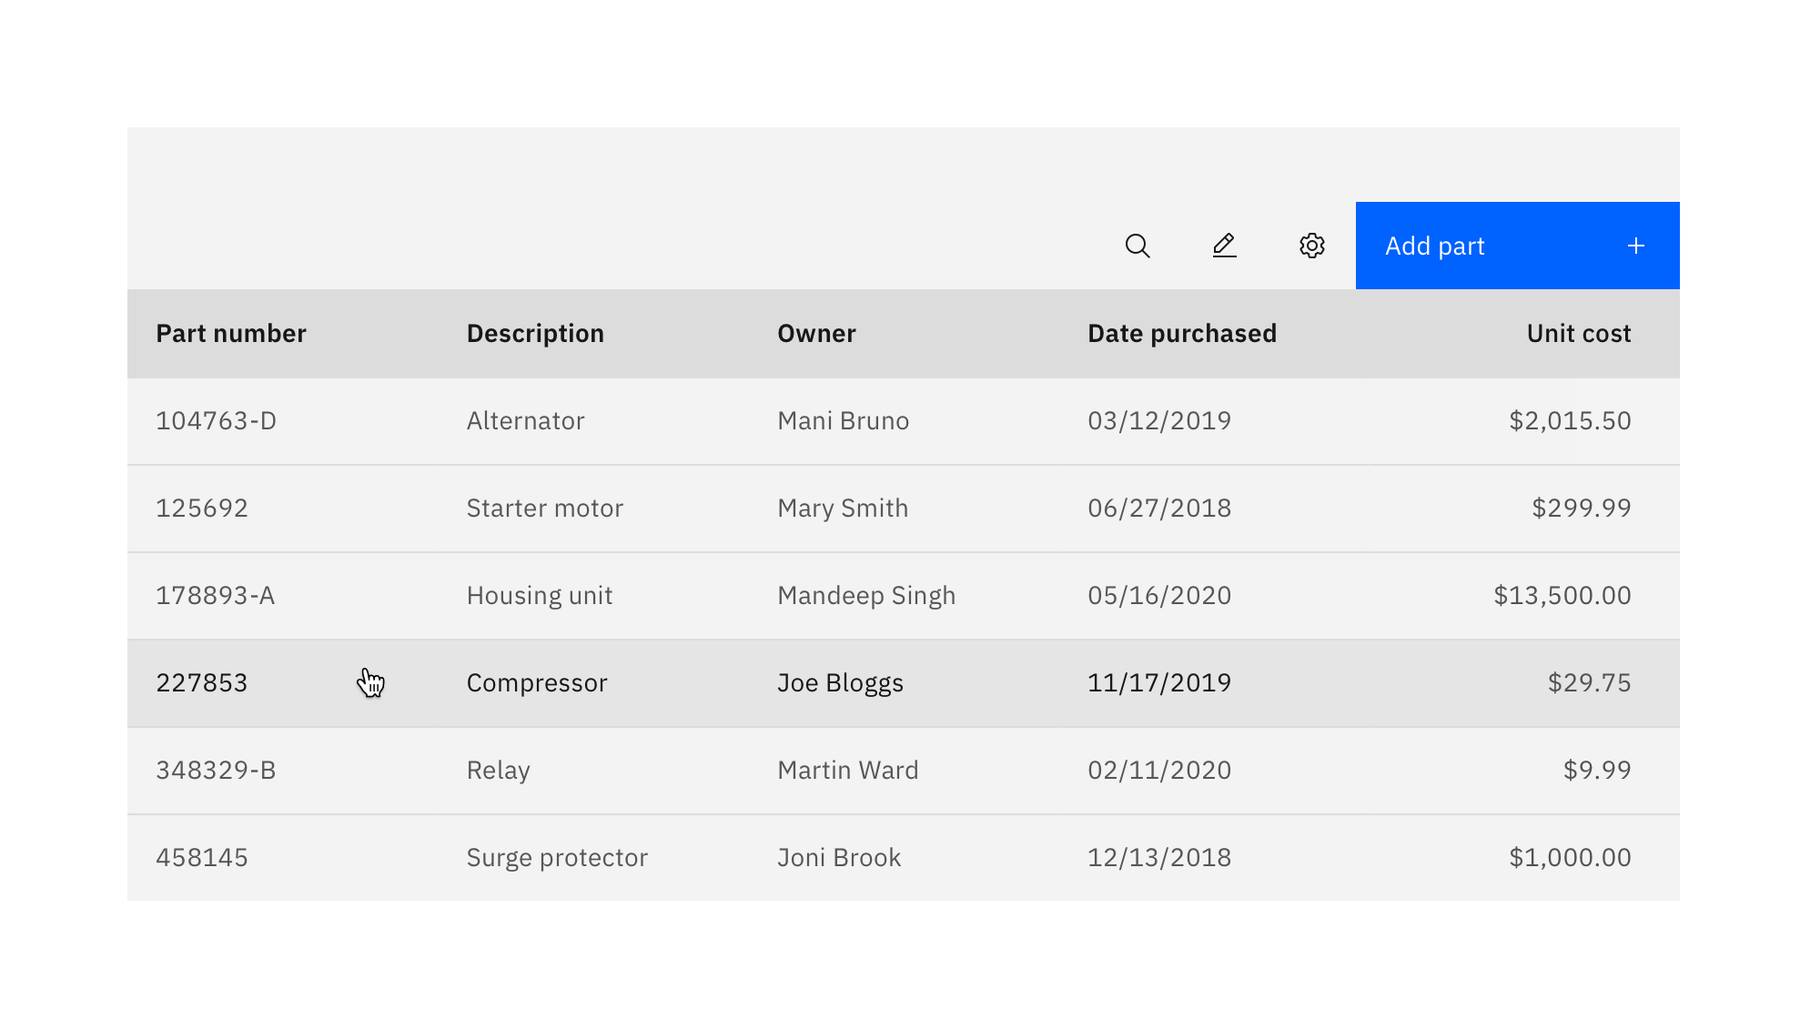 Add part
Part number Description Owner Date purchased Unit cost
104763-D Alternator Mani Bruno 03/12/2019 $2,015.50
125692 Starter motor Mary Smith 06/27/2018 $299.99
178893-A Housing unit Mandeep Singh 05/16/2020 $13,500.00
227853 Compressor Joe Bloggs 11/17/2019 $29.75
348329-B Relay Martin Ward 02/11/2020 $9.99
458145 Surge protector Joni Brook 12/13/2018 $1,000.00